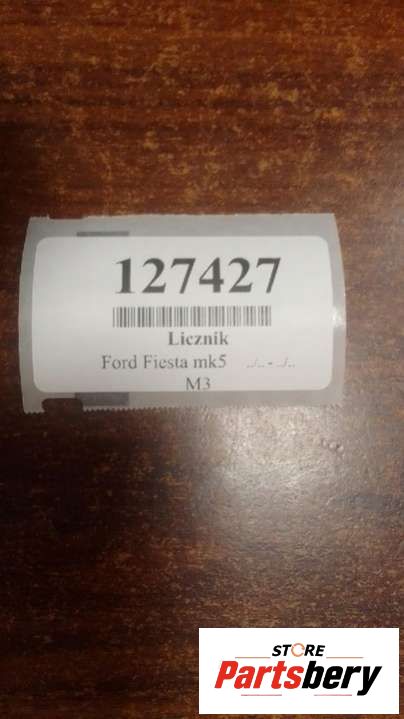 127427
Licznik
Ford Fiesta mk5 ../.. - ../..
M3
STORE
Partsbery